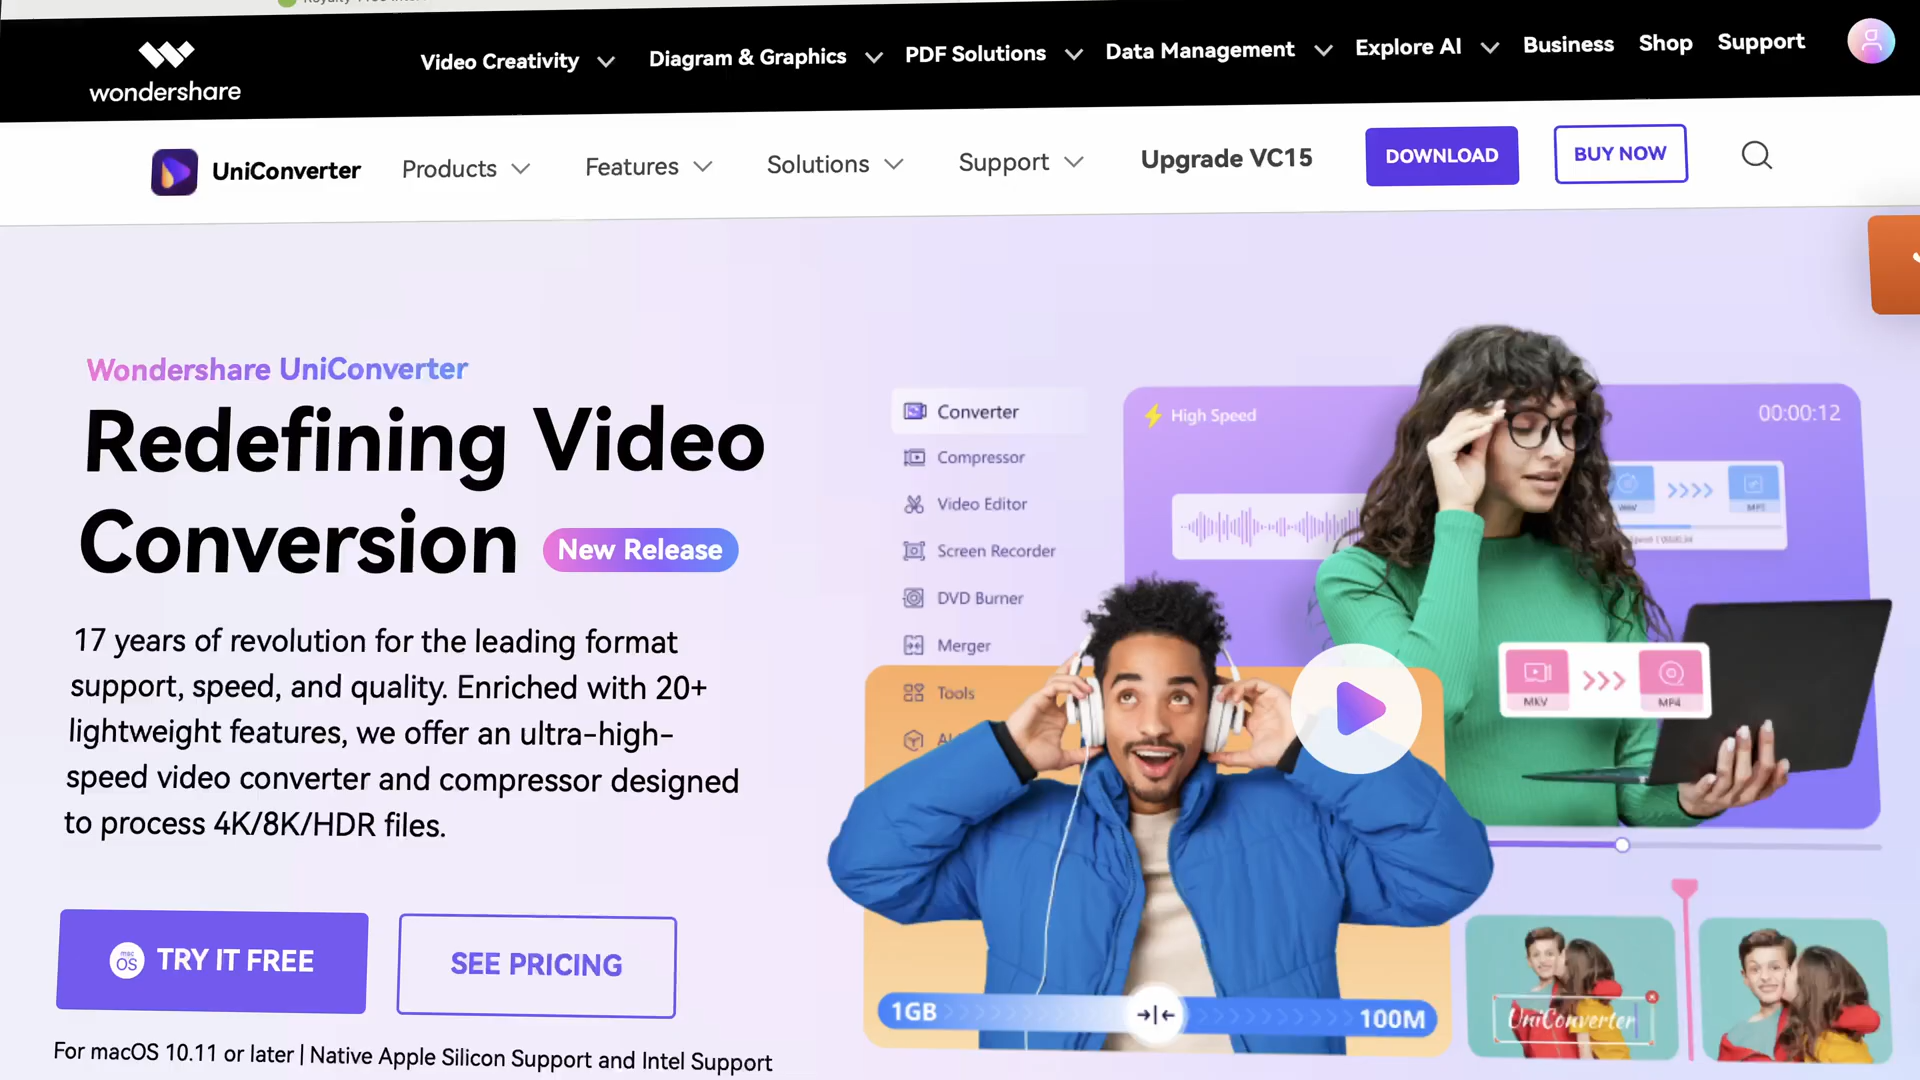 wondershare
Video Creativity
Diagram & Graphics
PDF Solutions
Data Management
Explore AI
Business
Shop
Support
UniConverter
Products
Features
Solutions
Support
Upgrade VC15
DOWNLOAD
BUY NOW
Wondershare UniConverter
Redefining Video
Conversion New Release
17 years of revolution for the leading format
support, speed, and quality. Enriched with 20+
lightweight features, we offer an ultra-high-
speed video converter and compressor designed
to process 4K/8K/HDR files.
mac OS TRY IT FREE
SEE PRICING
For macOS 10.11 or later | Native Apple Silicon Support and Intel Support
Converter
Compressor
Video Editor
Screen Recorder
DVD Burner
Merger
Tools
High Speed
00:00:12
MKV
MP4
1GB
100M
UniConverter